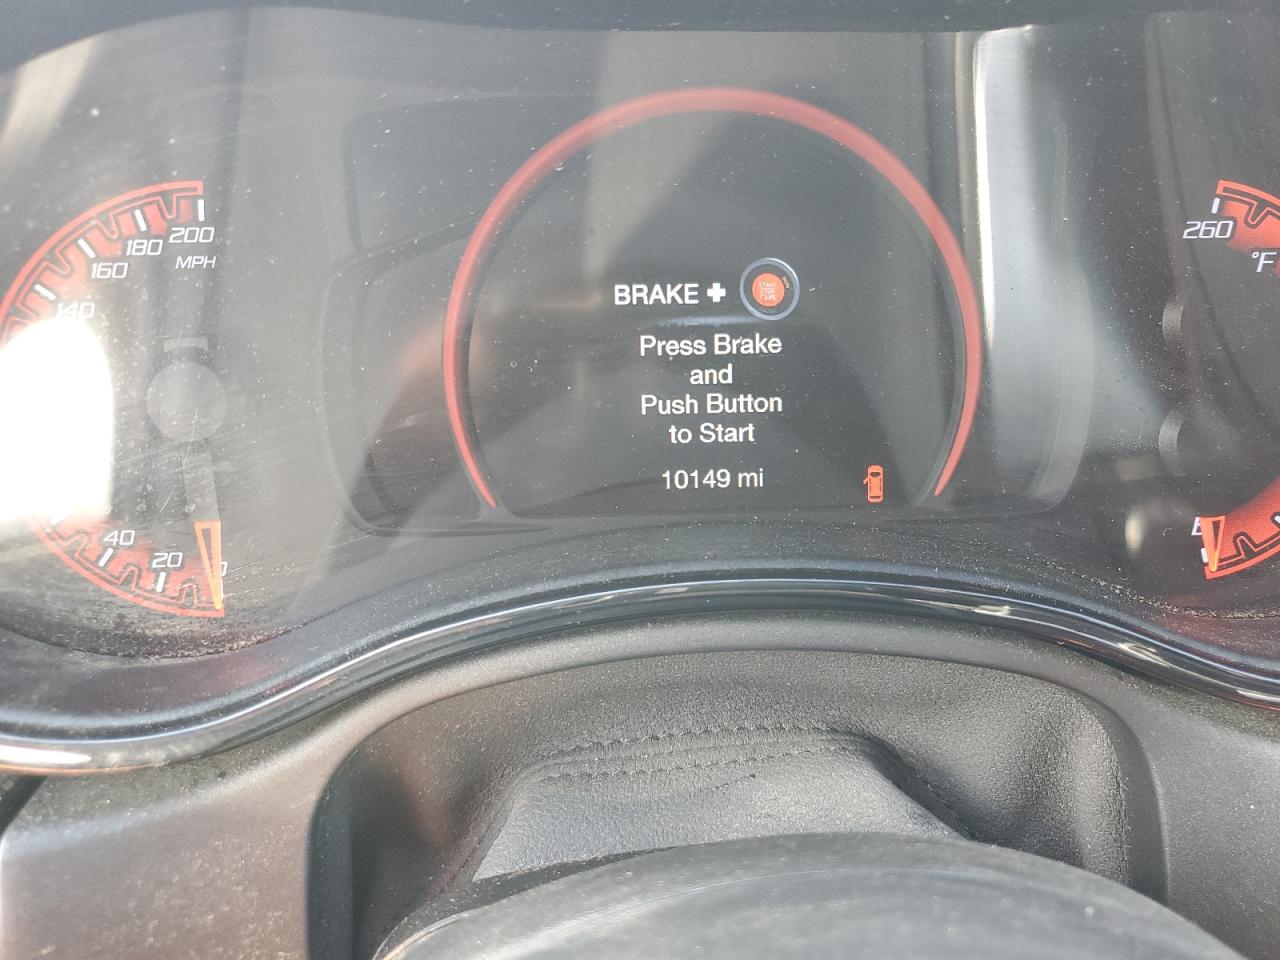 200
180
MPH
160
140
40
20
260
°F
BRAKE +
Press Brake
and
Push Button
to Start
10149 mi